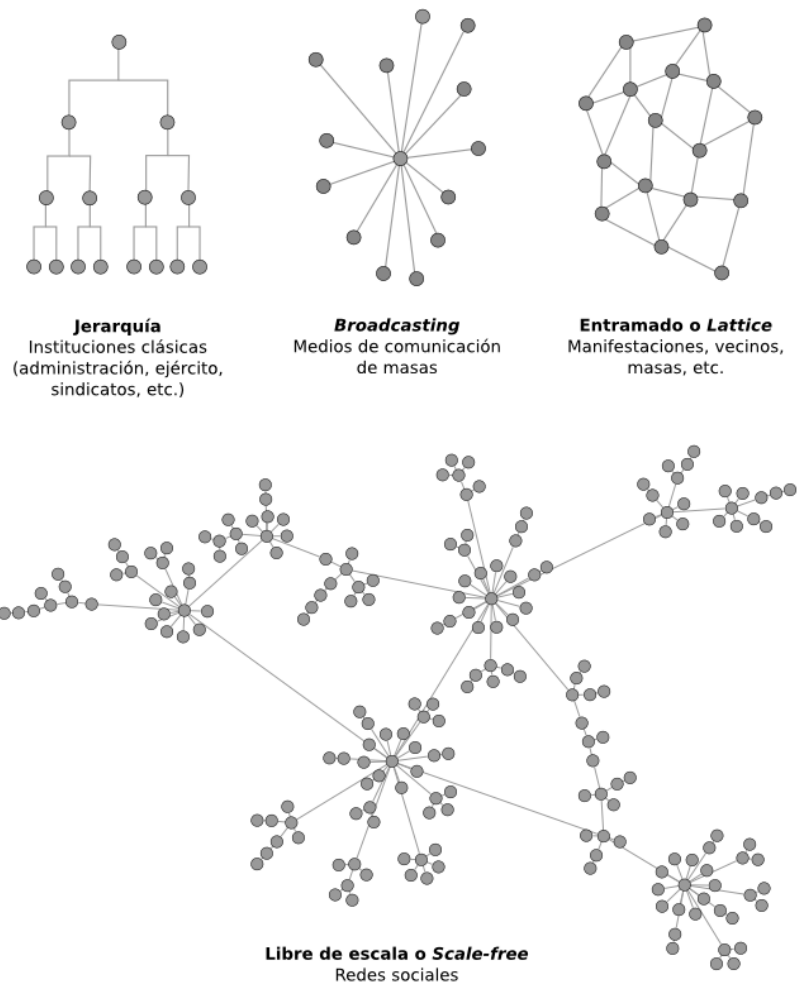 Jerarquía
Instituciones clásicas
(administración, ejército,
sindicatos, etc.)
Broadcasting
Medios de comunicación
de masas
Entramado o Lattice
Manifestaciones, vecinos,
masas, etc.
Libre de escala o Scale-free
Redes sociales